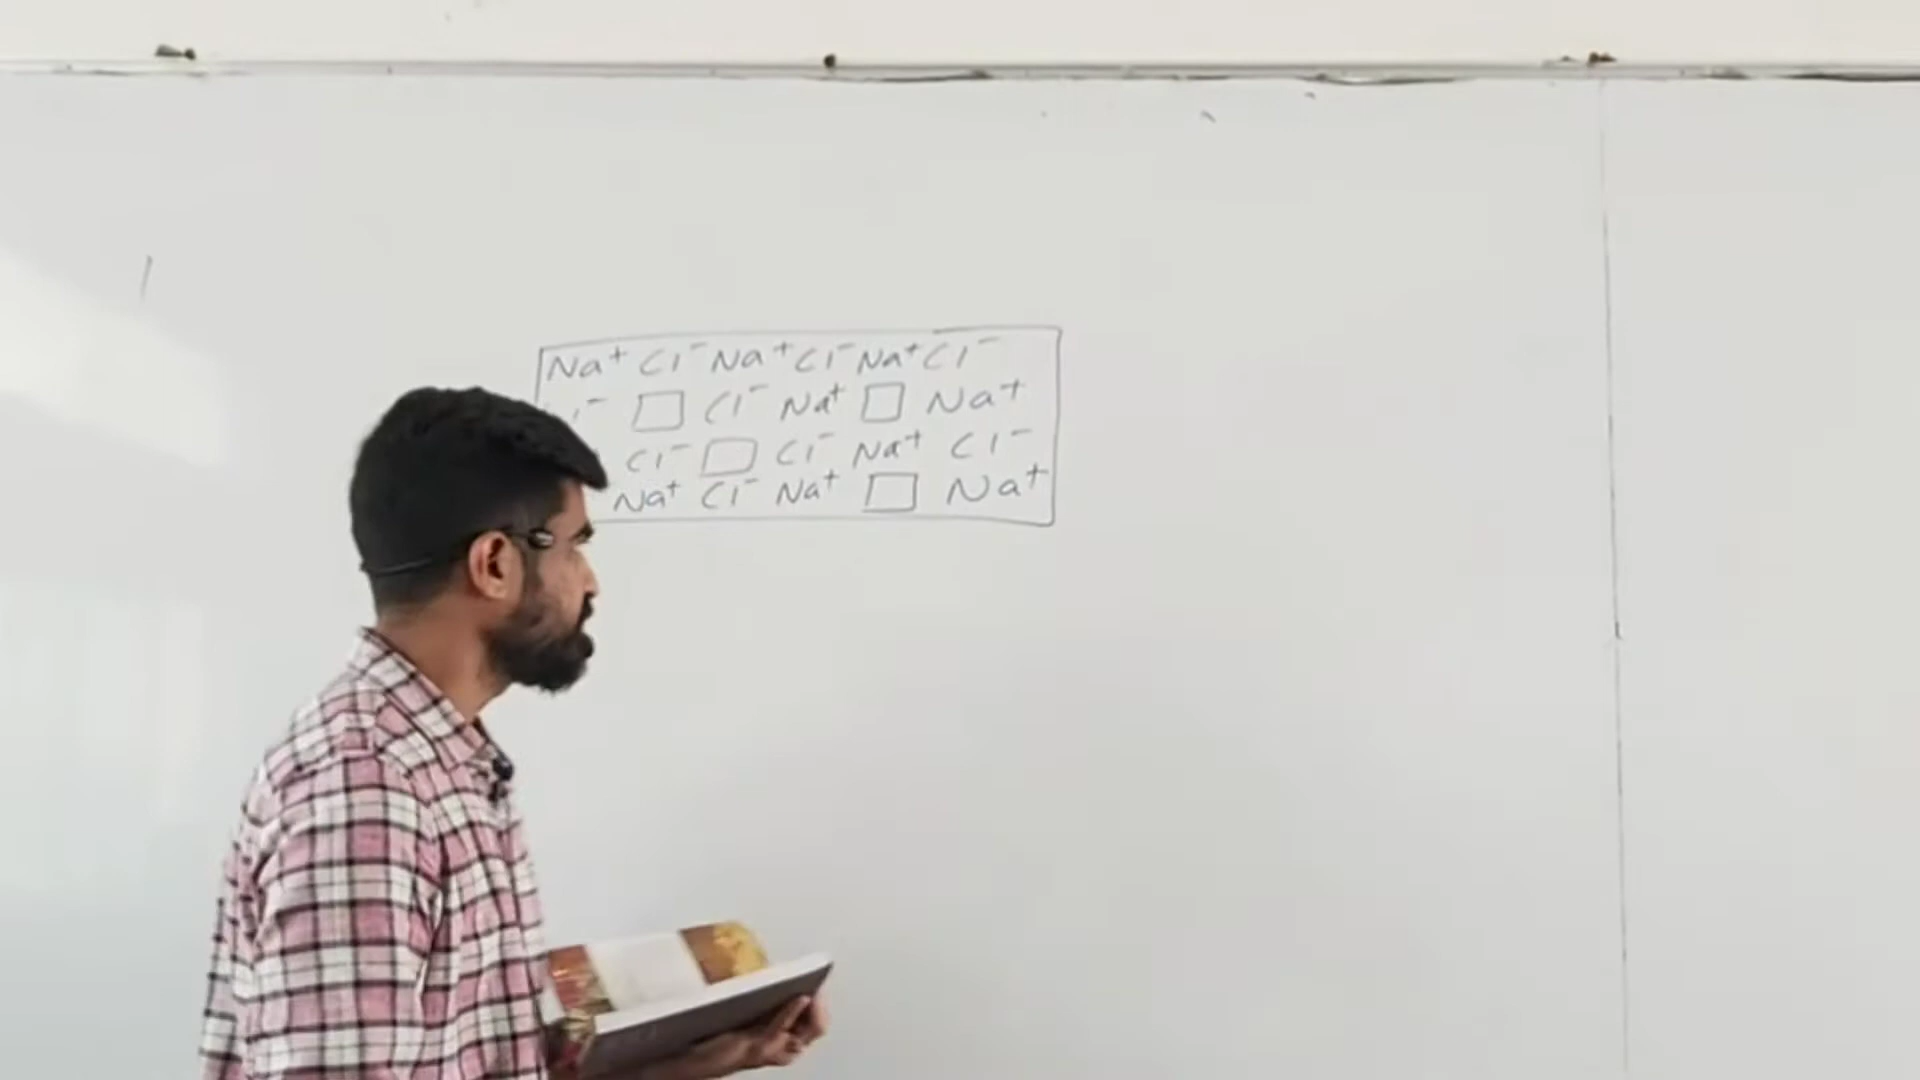 Na⁺ Cl⁻ Na⁺ Cl⁻ Na⁺ Cl⁻
□ Cl⁻ Na⁺ □ Na⁺
Cl⁻ □ Cl⁻ Na⁺ Cl⁻
Na⁺ Cl⁻ Na⁺ □ Na⁺